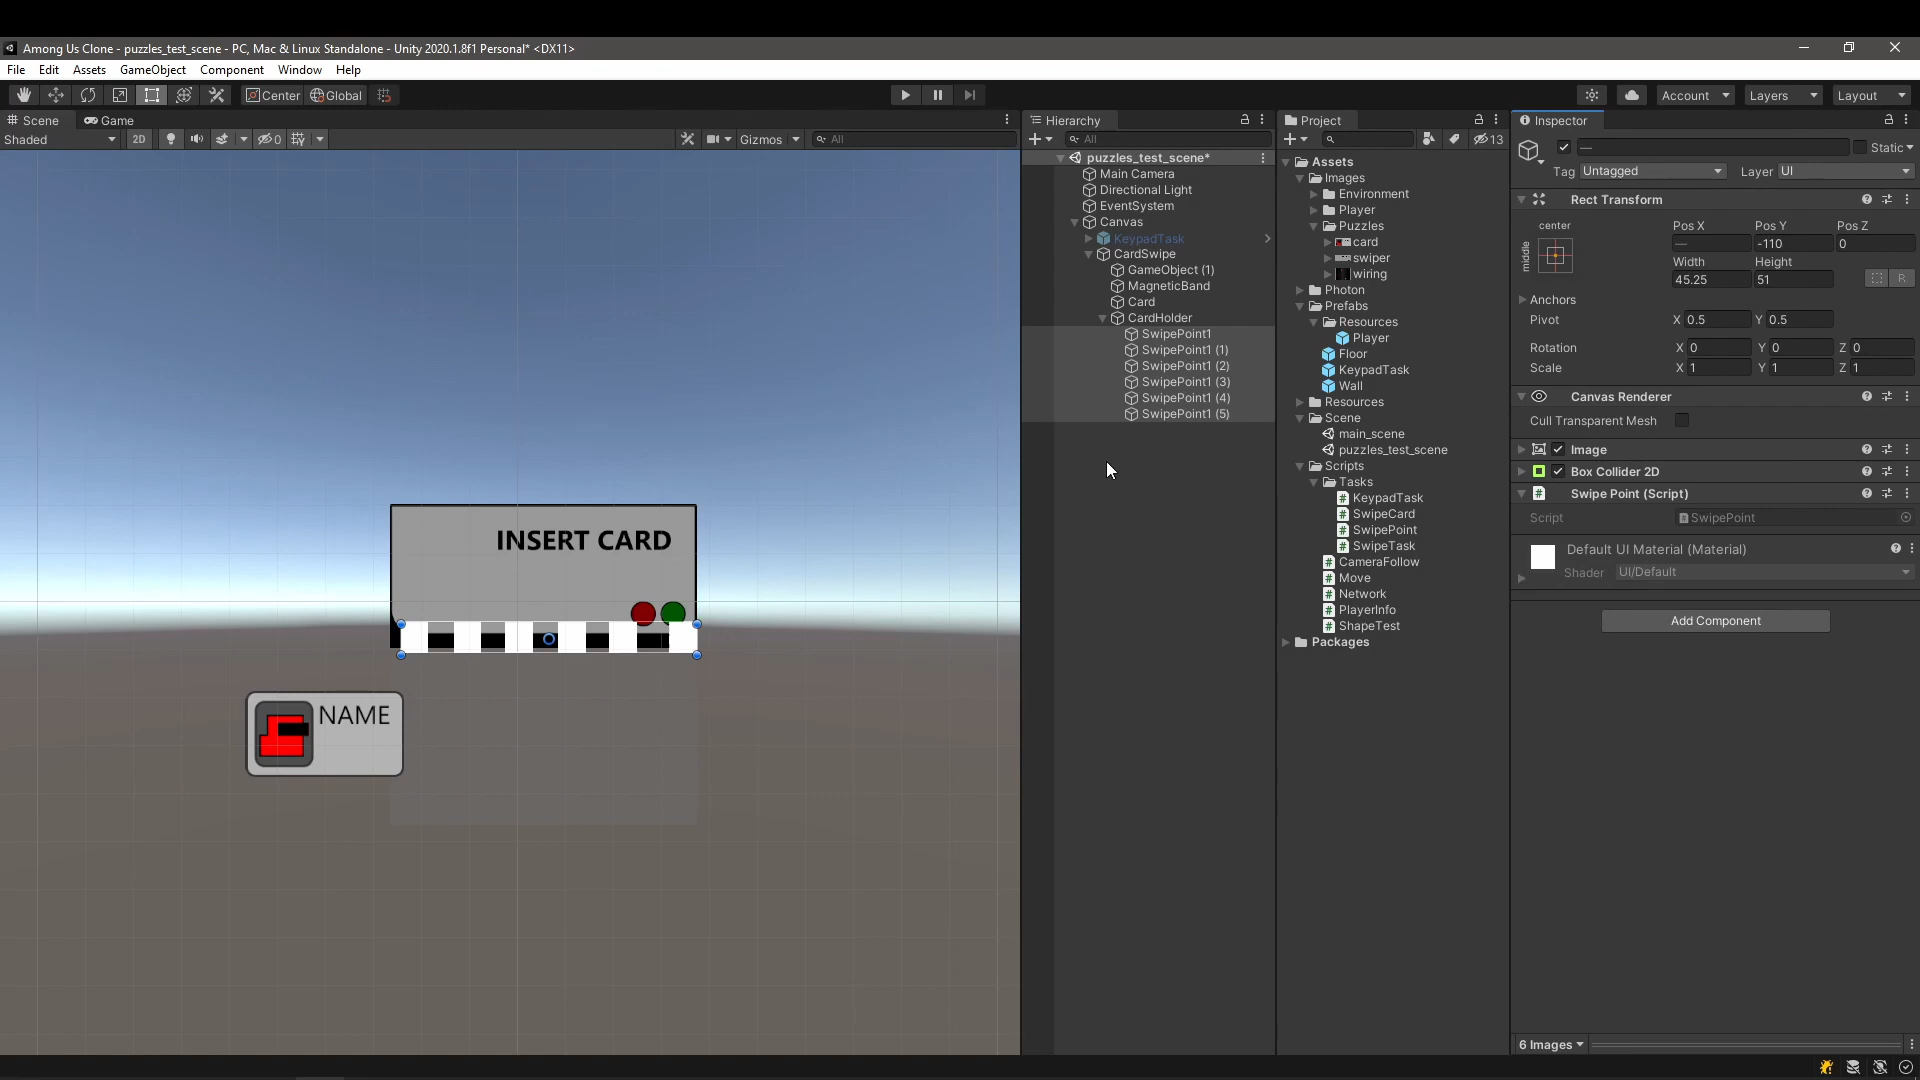 Among Us Clone - puzzles_test_scene - PC, Mac & Linux Standalone - Unity 2020.1.8f1 Personal* <DX11>
File Edit Assets GameObject Component Window Help
Center Global
Account Layers Layout
Scene Game
Shaded 2D 0 Gizmos All
INSERT CARD
NAME
Hierarchy
All
puzzles_test_scene*
Main Camera
Directional Light
EventSystem
Canvas
KeypadTask
CardSwipe
GameObject (1)
MagneticBand
Card
CardHolder
SwipePoint1
SwipePoint1 (1)
SwipePoint1 (2)
SwipePoint1 (3)
SwipePoint1 (4)
SwipePoint1 (5)
Project
13
Assets
Images
Environment
Player
Puzzles
card
swiper
wiring
Photon
Prefabs
Resources
Player
Floor
KeypadTask
Wall
Resources
Scene
main_scene
puzzles_test_scene
Scripts
Tasks
KeypadTask
SwipeCard
SwipePoint
SwipeTask
CameraFollow
Move
Network
PlayerInfo
ShapeTest
Packages
Inspector
— Static
Tag Untagged Layer UI
Rect Transform
center
middle
Pos X Pos Y Pos Z
— -110 0
Width Height
45.25 51 R
Anchors
Pivot X 0.5 Y 0.5
Rotation X 0 Y 0 Z 0
Scale X 1 Y 1 Z 1
Canvas Renderer
Cull Transparent Mesh
Image
Box Collider 2D
Swipe Point (Script)
Script SwipePoint
Default UI Material (Material)
Shader UI/Default
Add Component
6 Images